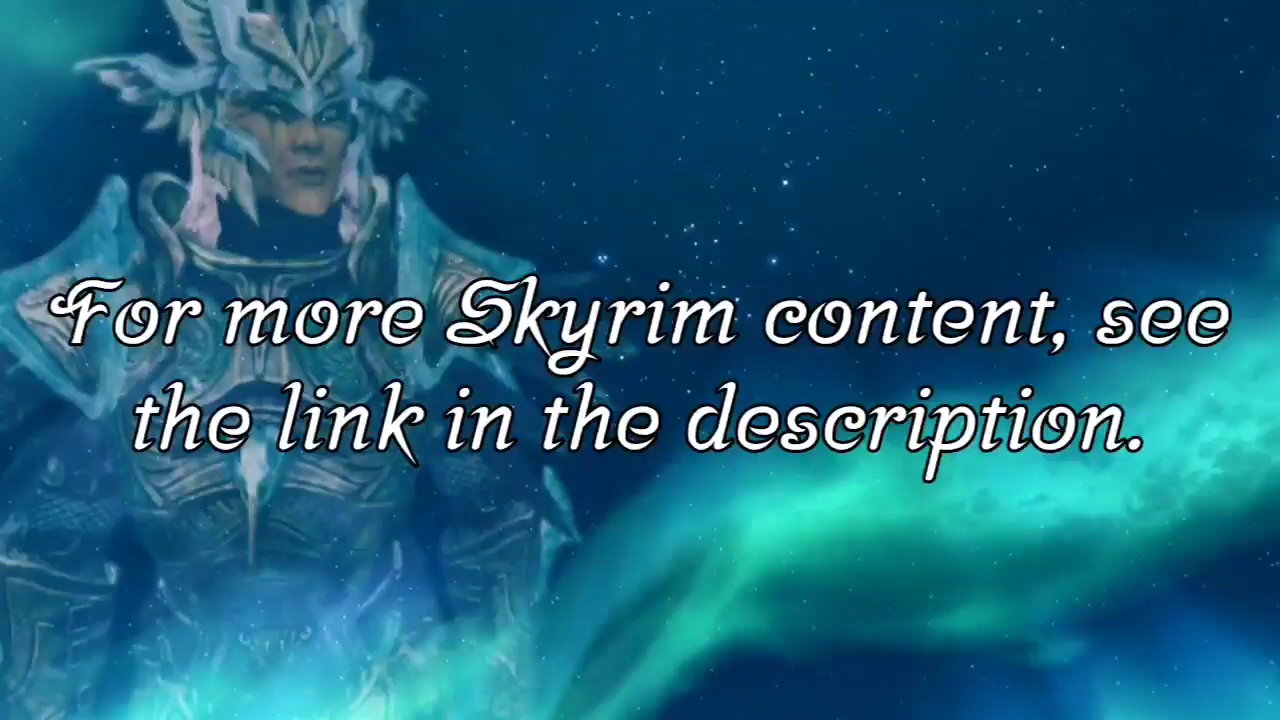 For more Skyrim content, see
the link in the description.